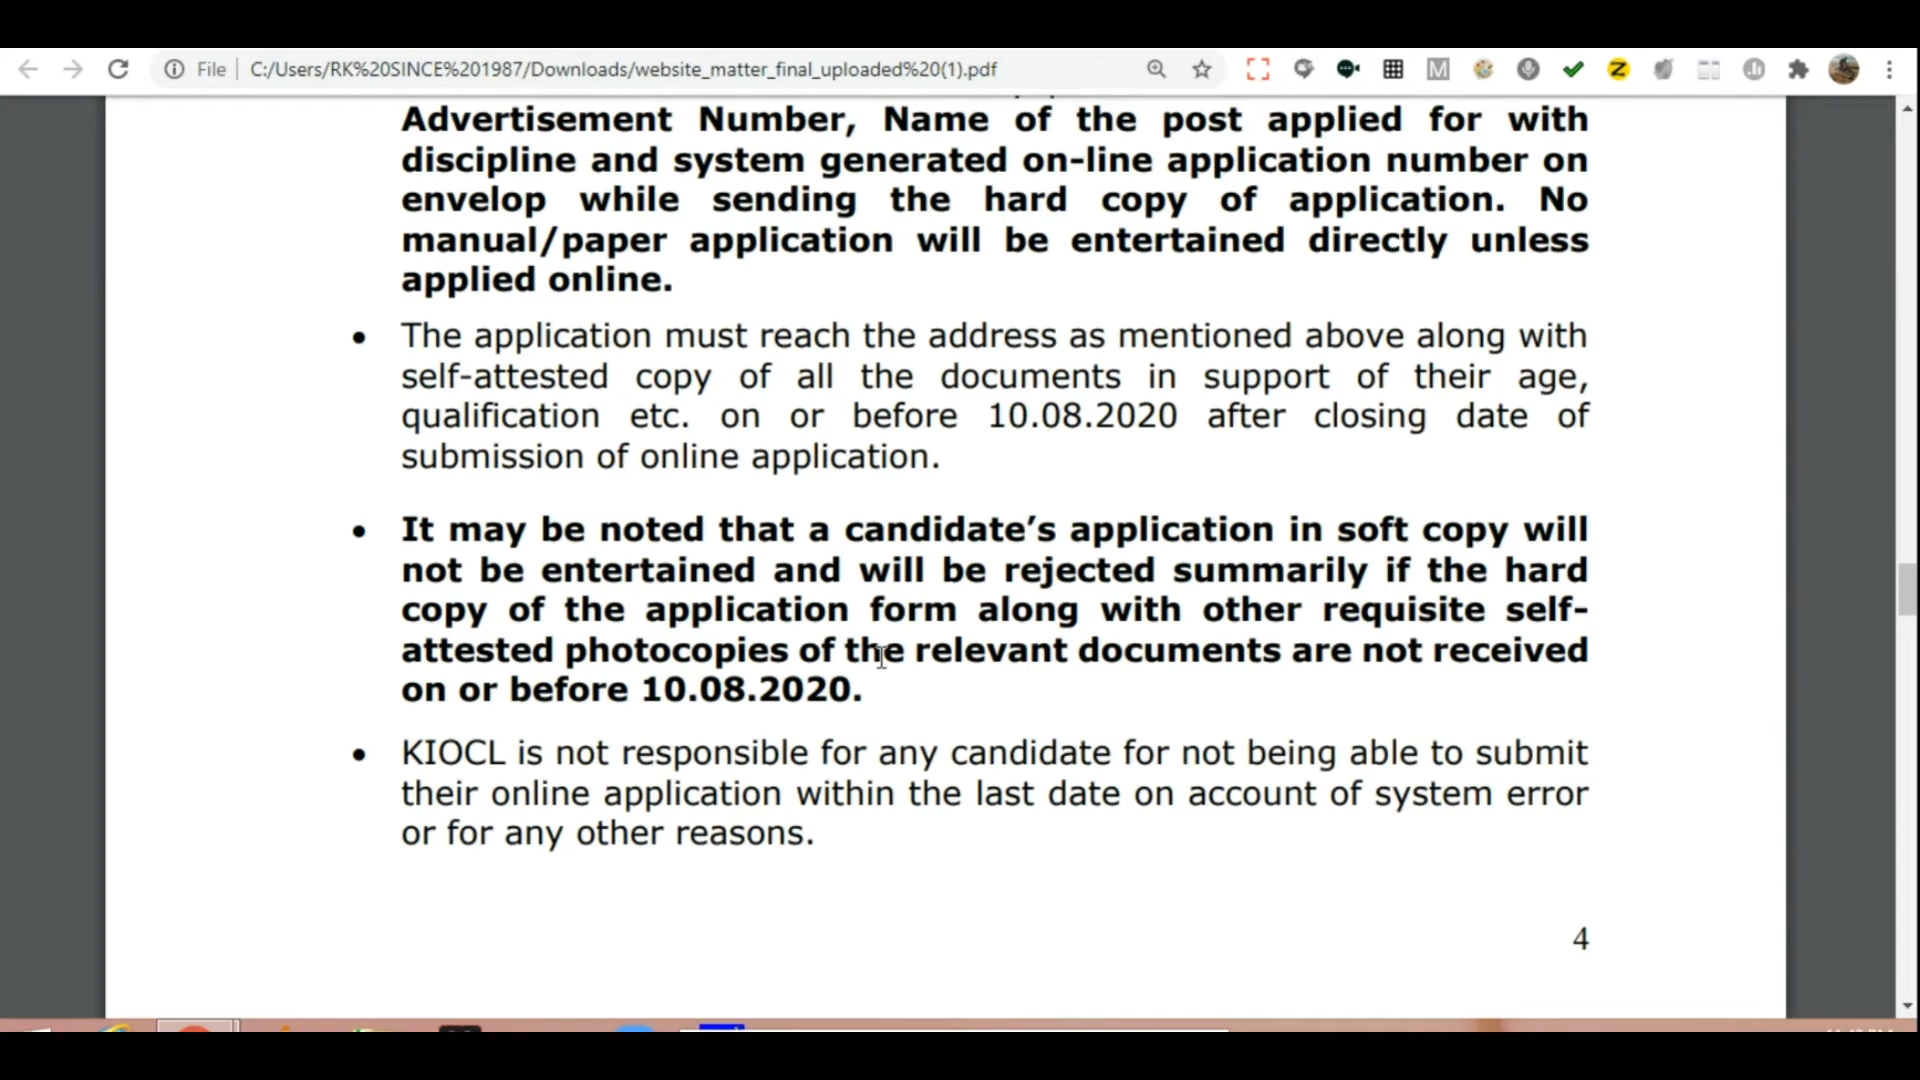 File
C:/Users/RK%20SINCE%201987/Downloads/website_matter_final_uploaded%20(1).pdf
Advertisement Number, Name of the post applied for with
discipline and system generated on-line application number on
envelop while sending the hard copy of application. No
manual/paper application will be entertained directly unless
applied online.
• The application must reach the address as mentioned above along with
self-attested copy of all the documents in support of their age,
qualification etc. on or before 10.08.2020 after closing date of
submission of online application.
• It may be noted that a candidate’s application in soft copy will
not be entertained and will be rejected summarily if the hard
copy of the application form along with other requisite self-
attested photocopies of the relevant documents are not received
on or before 10.08.2020.
• KIOCL is not responsible for any candidate for not being able to submit
their online application within the last date on account of system error
or for any other reasons.
4